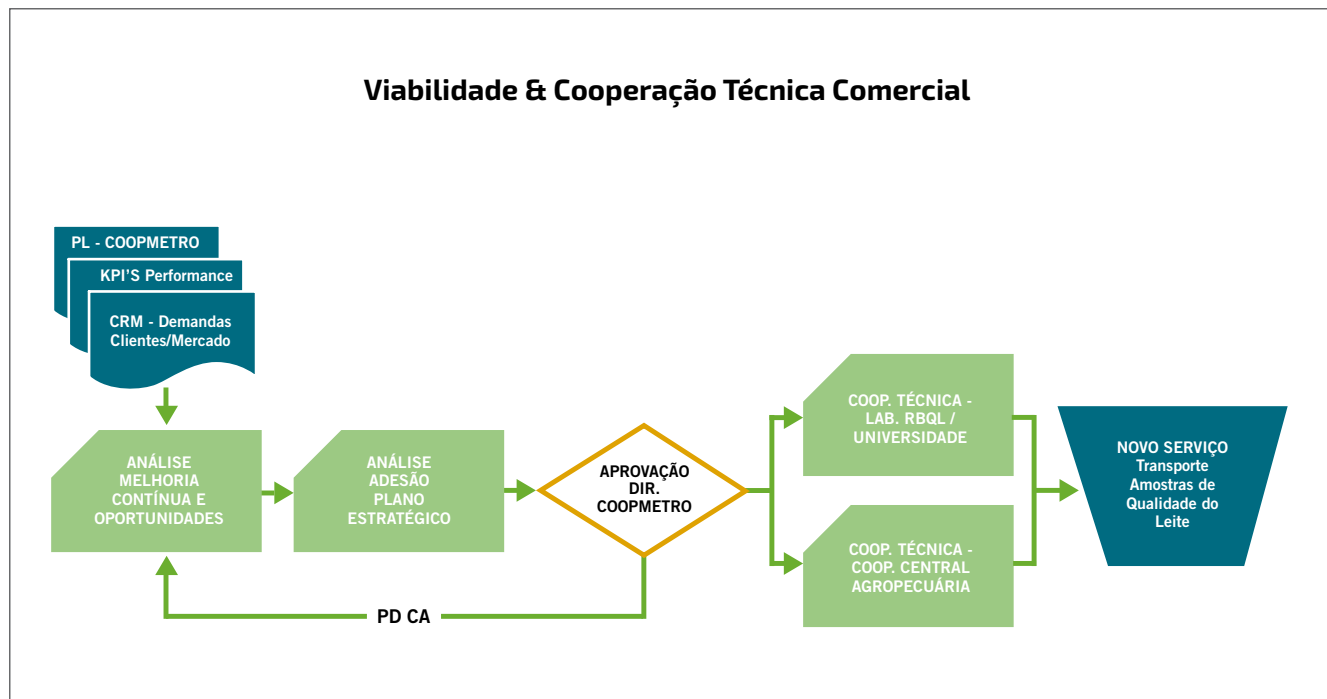 Viabilidade & Cooperação Técnica Comercial
PL - COOPMETRO
KPI'S Performance
CRM - Demandas
Clientes/Mercado
ANÁLISE
MELHORIA
CONTÍNUA E
OPORTUNIDADES
ANÁLISE
ADESÃO
PLANO
ESTRATÉGICO
APROVAÇÃO
DIR.
COOPMETRO
COOP. TÉCNICA -
LAB. RBQL /
UNIVERSIDADE
COOP. TÉCNICA -
COOP. CENTRAL
AGROPECUÁRIA
NOVO SERVIÇO
Transporte
Amostras de
Qualidade do
Leite
PD CA